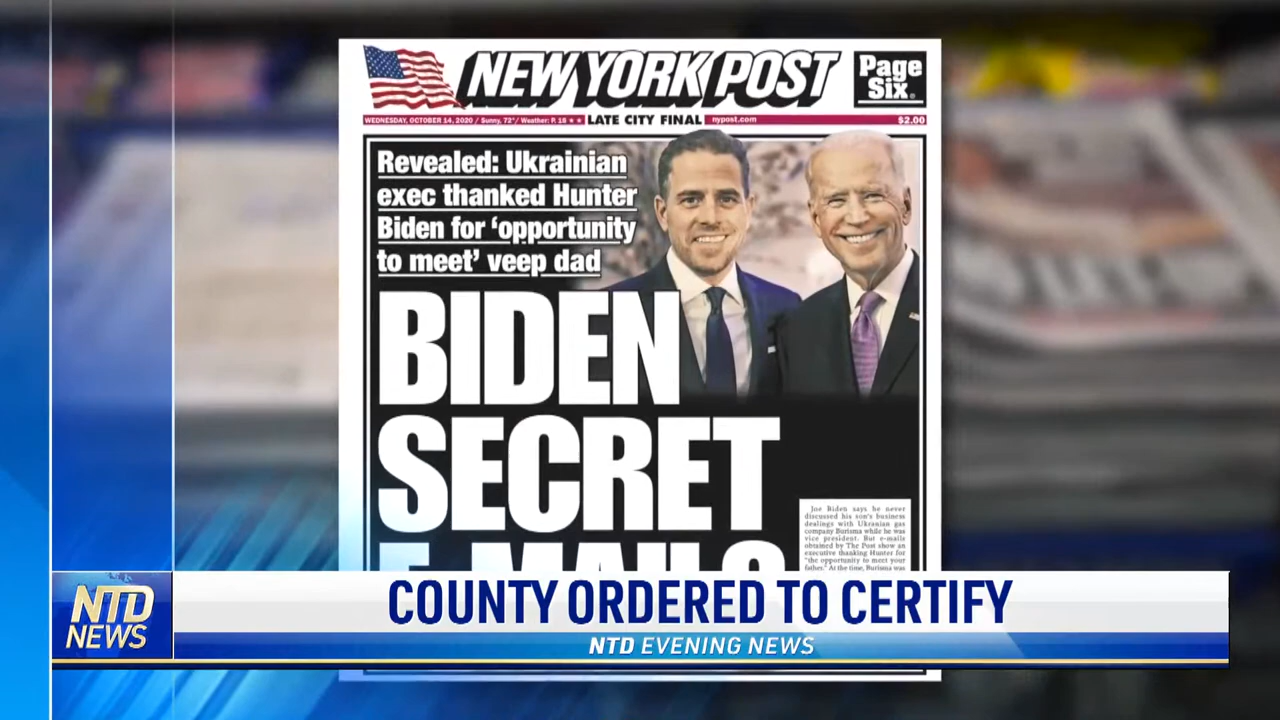 NEW YORK POST
Page
Six®
WEDNESDAY, OCTOBER 14, 2020 / Sunny, 72° / Weather: P. 16 ★★
LATE CITY FINAL
nypost.com
$2.00
Revealed: Ukrainian
exec thanked Hunter
Biden for ‘opportunity
to meet’ veep dad
BIDEN
SECRET
E-MAILS
Joe Biden says he never
discussed his son's business
dealings with Ukranian gas
company Burisma while he was
vice president. But e-mails
obtained by The Post show an
executive thanking Hunter for
"the opportunity to meet your
father." At the time, Burisma was
NTD
NEWS
COUNTY ORDERED TO CERTIFY
NTD EVENING NEWS